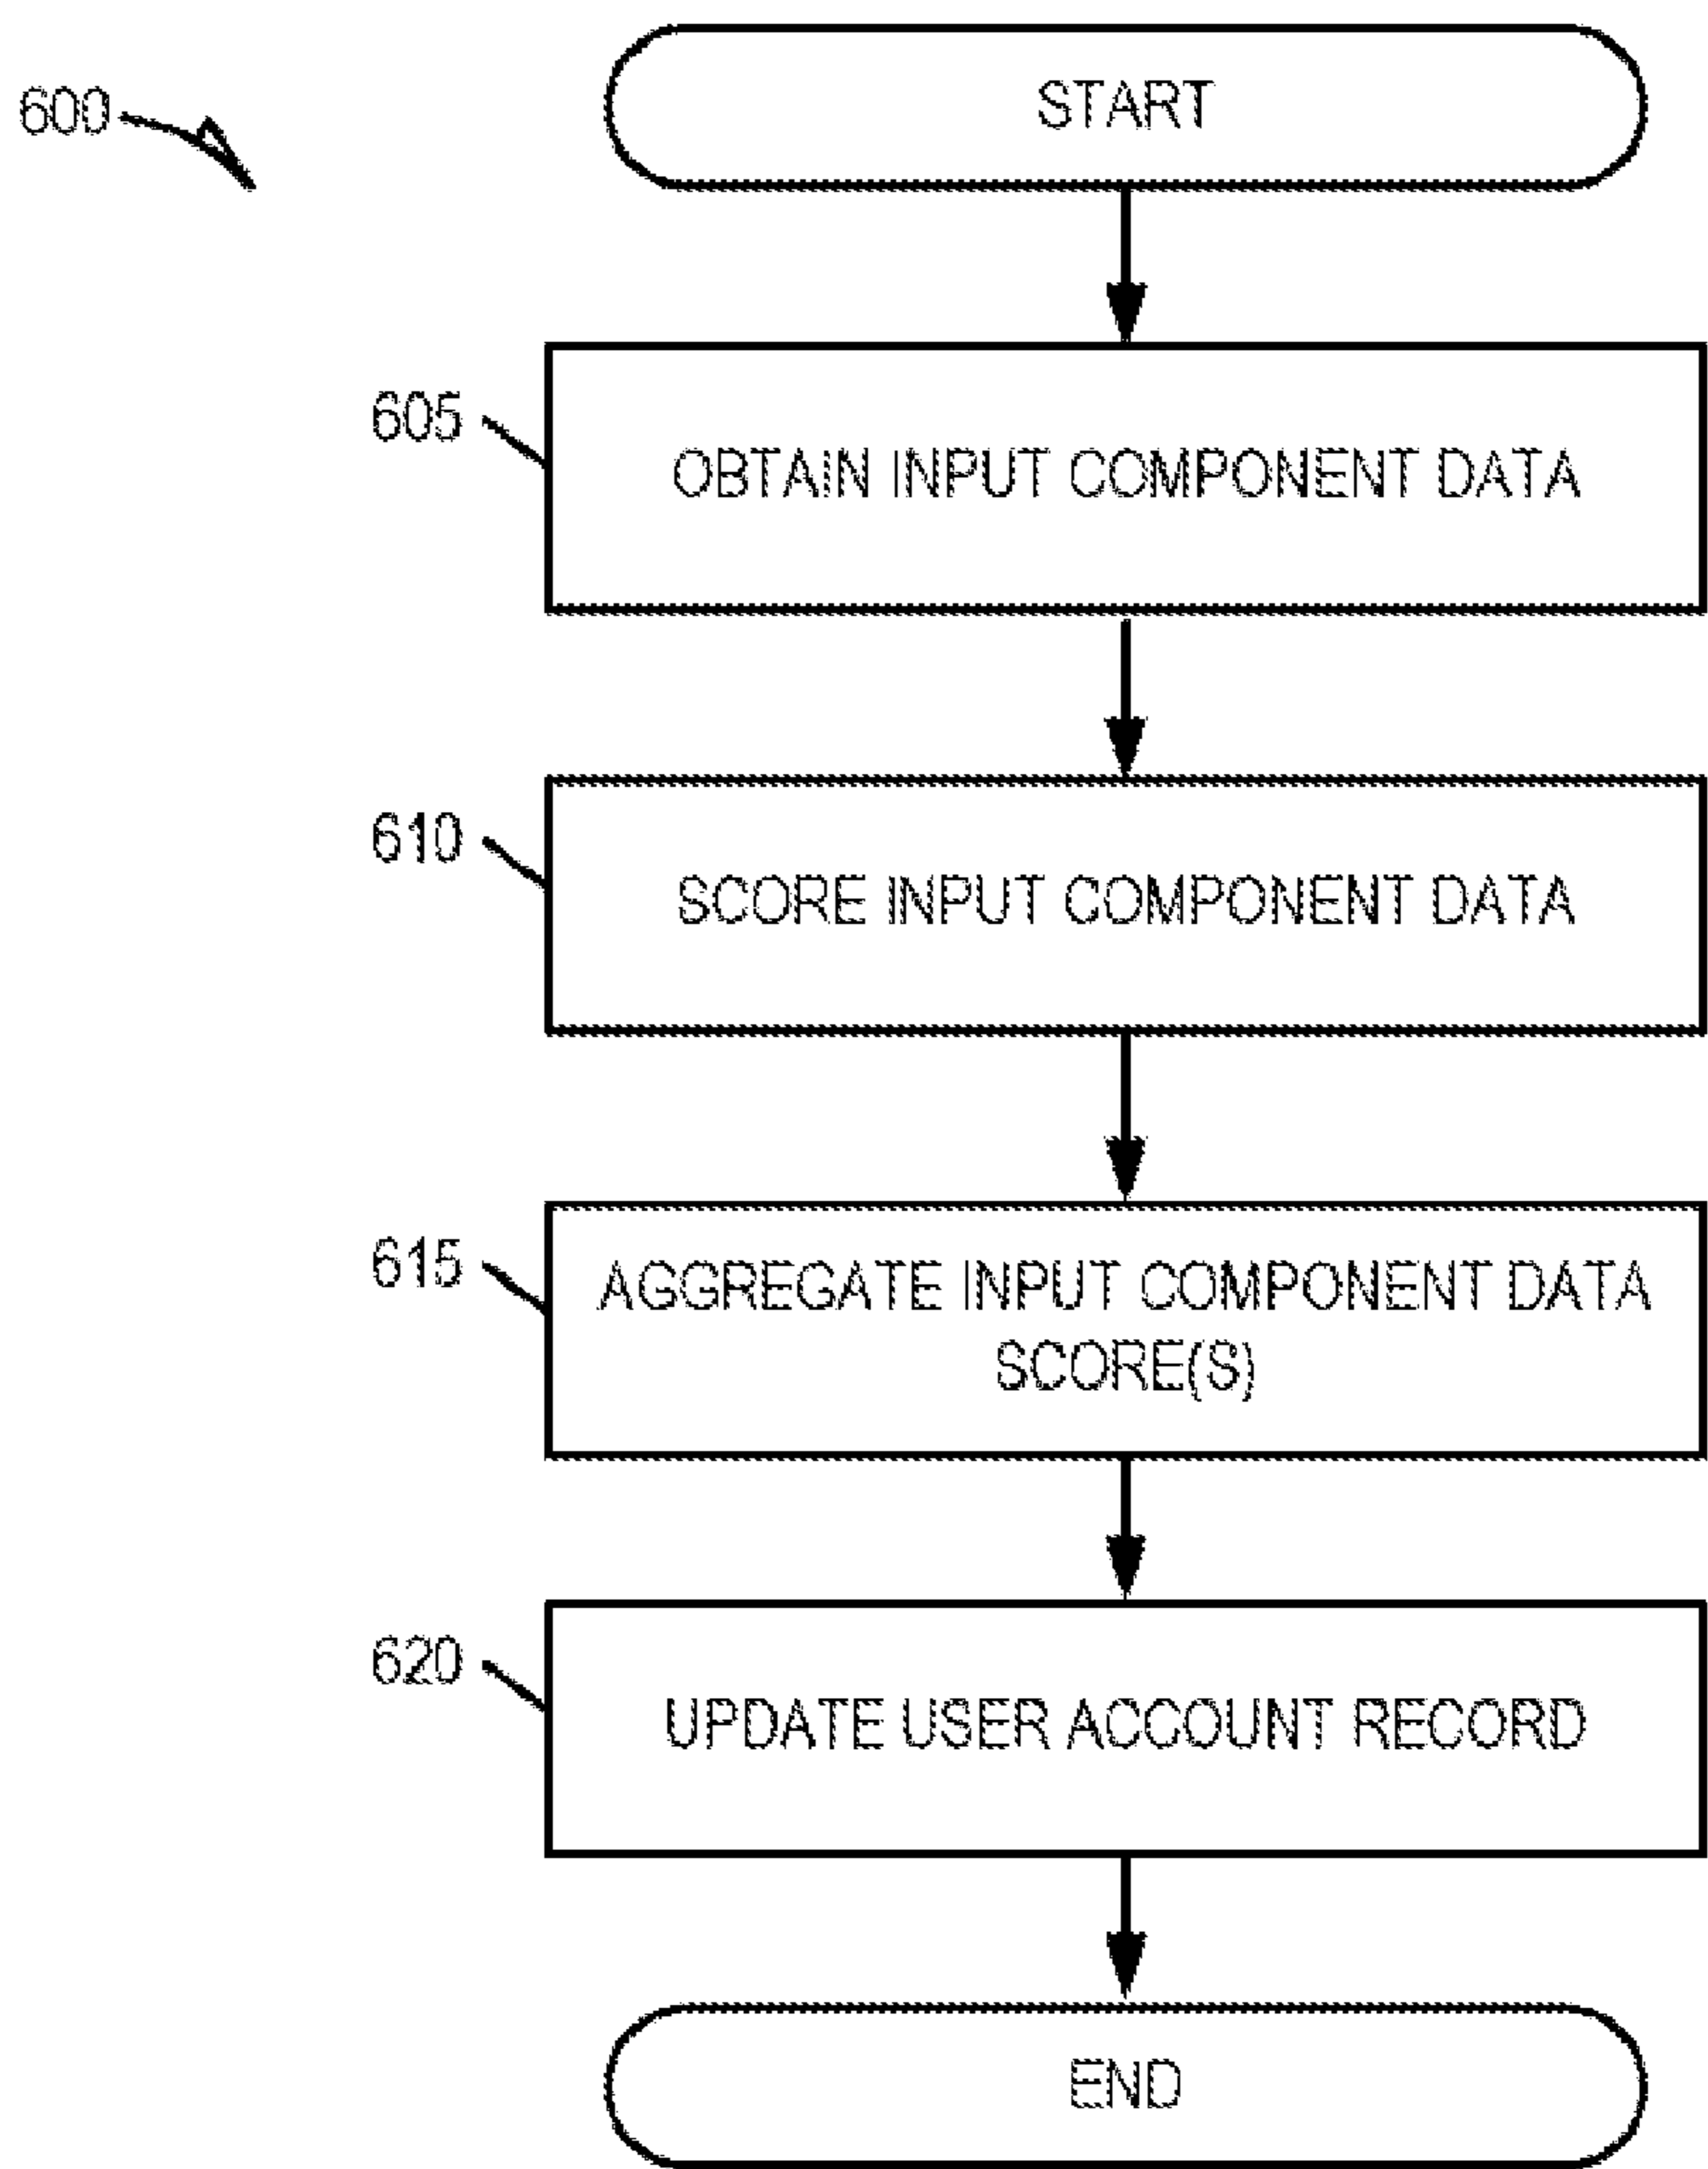 START
600
605
OBTAIN INPUT COMPONENT DATA
610
SCORE INPUT COMPONENT DATA
615
AGGREGATE INPUT COMPONENT DATA
SCORE(S)
620
UPDATE USER ACCOUNT RECORD
END